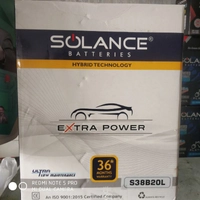 SOLANCE®
BATTERIES
HYBRID TECHNOLOGY
EXTRA POWER
ULTRA
36*
MONTHS
WARRANTY
S38B20L
An ISO 9001:2015 Certified Company
REDMI NOTE 5 PRO